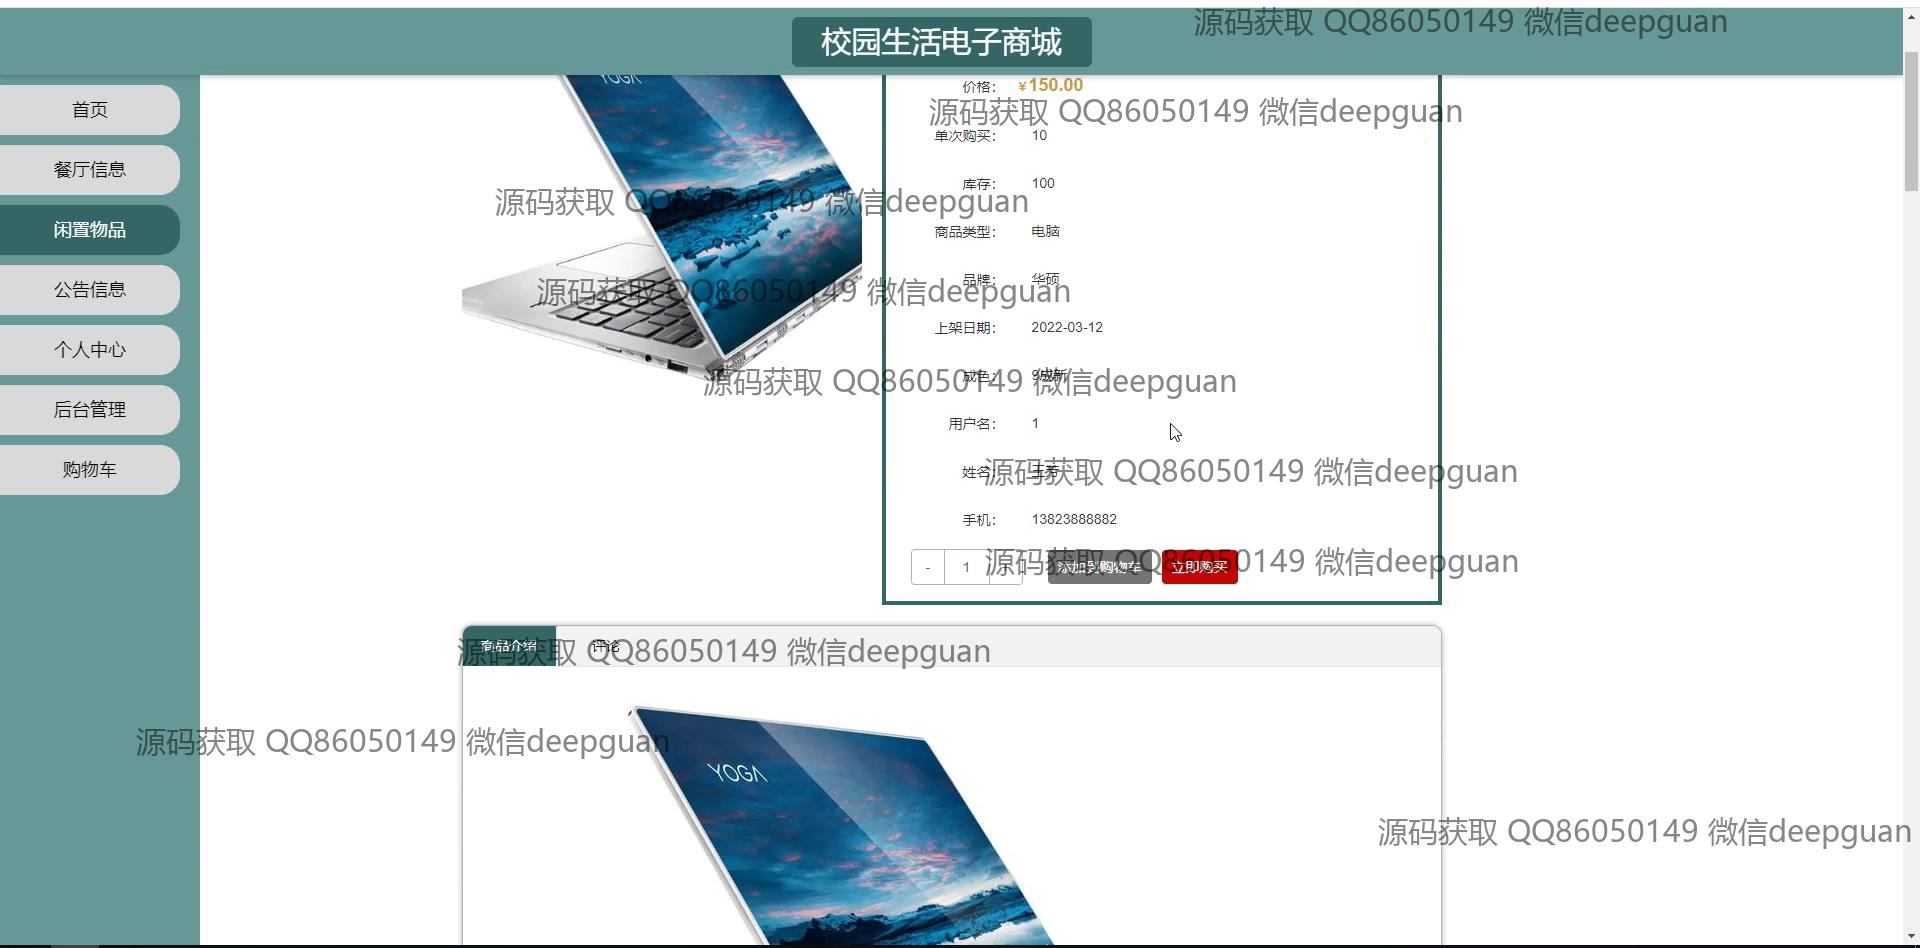 校园生活电子商城
源码获取 QQ86050149 微信deepguan
首页
餐厅信息
闲置物品
公告信息
个人中心
后台管理
购物车
YOGA
价格： ￥150.00
源码获取 QQ86050149 微信deepguan
单次购买： 10
库存： 100
源码获取 QQ86050149 微信deepguan
商品类型： 电脑
品牌： 华硕
源码获取 QQ86050149 微信deepguan
上架日期： 2022-03-12
成色： 9成新
源码获取 QQ86050149 微信deepguan
用户名： 1
姓名：
源码获取 QQ86050149 微信deepguan
手机： 13823888882
- 1
添加到购物车 立即购买
源码获取 QQ86050149 微信deepguan
商品介绍 评论
源码获取 QQ86050149 微信deepguan
源码获取 QQ86050149 微信deepguan
YOGA
源码获取 QQ86050149 微信deepguan